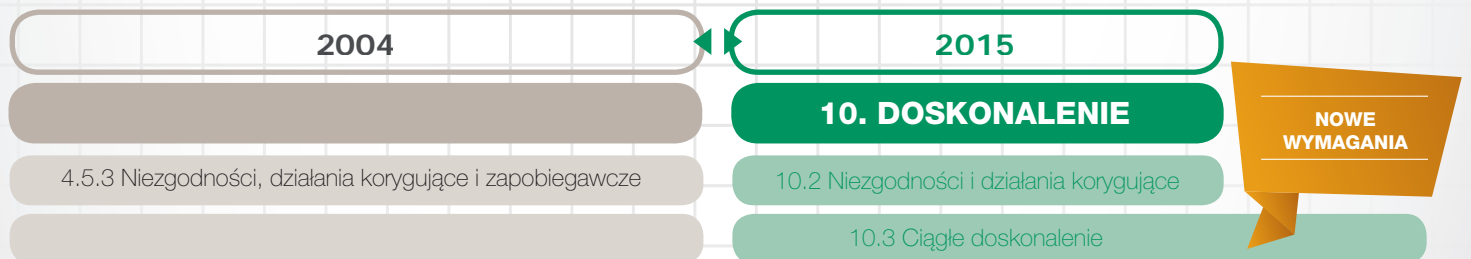 2004
2015
10. DOSKONALENIE
NOWE
WYMAGANIA
4.5.3 Niezgodności, działania korygujące i zapobiegawcze
10.2 Niezgodności i działania korygujące
10.3 Ciągłe doskonalenie